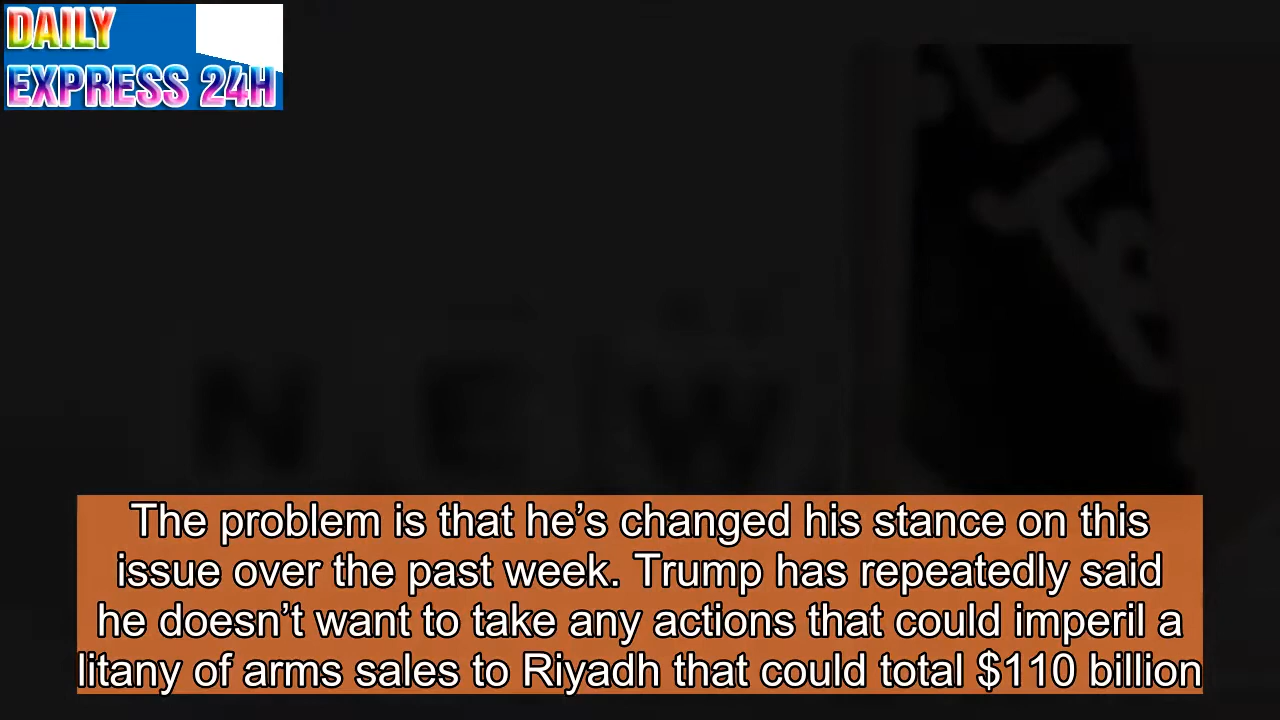 DAILY
EXPRESS 24H
N E W
The problem is that he’s changed his stance on this
issue over the past week. Trump has repeatedly said
he doesn’t want to take any actions that could imperil a
litany of arms sales to Riyadh that could total $110 billion